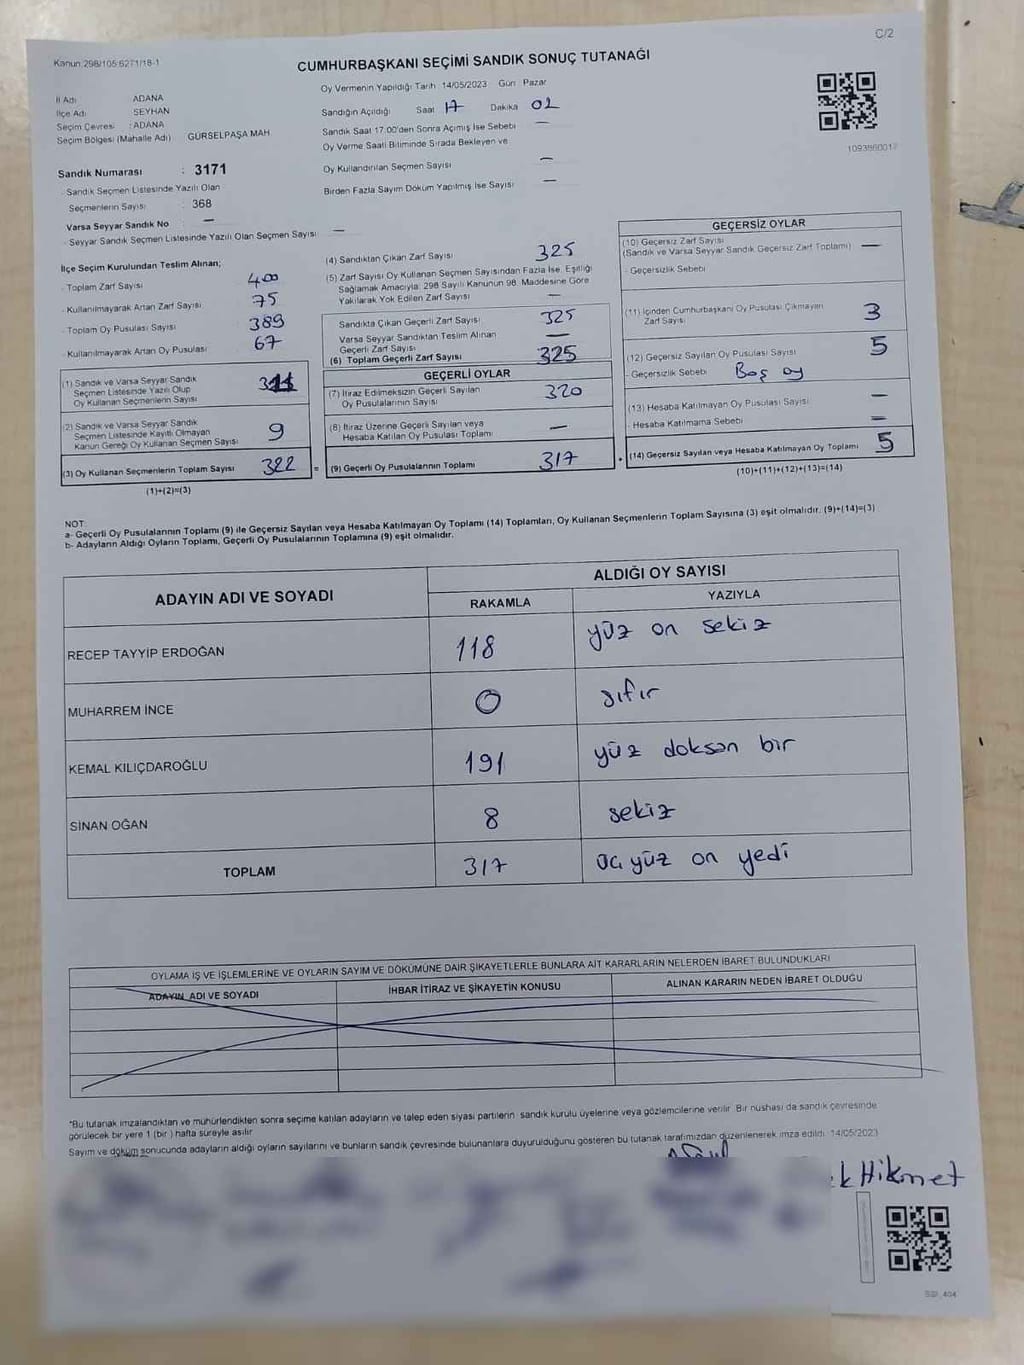 C/2
Kanun:298/105 6271/18-1
CUMHURBAŞKANI SEÇİMİ SANDIK SONUÇ TUTANAĞI
İl Adı ADANA
İlçe Adı SEYHAN
Seçim Çevresi : ADANA
Seçim Bölgesi (Mahalle Adı) GÜRSELPAŞA MAH
Oy Vermenin Yapıldığı Tarih 14/05/2023 Gün Pazar
Sandığın Açıldığı Saat 17 Dakika 02
Sandık Saat 17.00'den Sonra Açımış İse Sebebi —
Oy Verme Saati Bitiminde Sırada Bekleyen ve
Oy Kullandırılan Seçmen Sayısı —
Birden Fazla Sayım Döküm Yapılmış İse Sayısı —
Sandık Numarası : 3171
- Sandık Seçmen Listesinde Yazılı Olan
Seçmenlerin Sayısı : 368
Varsa Seyyar Sandık No —
- Seyyar Sandık Seçmen Listesinde Yazılı Olan Seçmen Sayısı —
İlçe Seçim Kurulundan Teslim Alınan;
- Toplam Zarf Sayısı 400
- Kullanılmayarak Artan Zarf Sayısı 75
- Toplam Oy Pusulası Sayısı 389
- Kullanılmayarak Artan Oy Pusulası 67
(1) Sandık ve Varsa Seyyar Sandık
Seçmen Listesinde Yazılı Olup
Oy Kullanan Seçmenlerin Sayısı
(2) Sandık ve Varsa Seyyar Sandık
Seçmen Listesinde Kayıtlı Olmayan
Kanun Gereği Oy Kullanan Seçmen Sayısı 9
(3) Oy Kullanan Seçmenlerin Toplam Sayısı 322
(1)+(2)=(3)
(4) Sandıktan Çıkan Zarf Sayısı 325
(5) Zarf Sayısı Oy Kullanan Seçmen Sayısından Fazla İse, Eşitliği
Sağlamak Amacıyla; 298 Sayılı Kanunun 98. Maddesine Göre
Yakılarak Yok Edilen Zarf Sayısı —
Sandıkta Çıkan Geçerli Zarf Sayısı 325
Varsa Seyyar Sandıktan Teslim Alınan
Geçerli Zarf Sayısı —
(6) Toplam Geçerli Zarf Sayısı 325
GEÇERLİ OYLAR
(7) İtiraz Edilmeksizin Geçerli Sayılan
Oy Pusulalarının Sayısı 320
(8) İtiraz Üzerine Geçerli Sayılan veya
Hesaba Katılan Oy Pusulası Toplamı —
= (9) Geçerli Oy Pusulalarının Toplamı 317
GEÇERSİZ OYLAR
(10) Geçersiz Zarf Sayısı
(Sandık ve Varsa Seyyar Sandık Geçersiz Zarf Toplamı) —
- Geçersizlik Sebebi
(11) İçinden Cumhurbaşkanı Oy Pusulası Çıkmayan
Zarf Sayısı 3
(12) Geçersiz Sayılan Oy Pusulası Sayısı 5
- Geçersizlik Sebebi Boş oy
(13) Hesaba Katılmayan Oy Pusulası Sayısı —
- Hesaba Katılmama Sebebi —
+ (14) Geçersiz Sayılan veya Hesaba Katılmayan Oy Toplamı 5
(10)+(11)+(12)+(13)=(14)
NOT:
a- Geçerli Oy Pusulalarının Toplamı (9) ile Geçersiz Sayılan veya Hesaba Katılmayan Oy Toplamı (14) Toplamları, Oy Kullanan Seçmenlerin Toplam Sayısına (3) eşit olmalıdır. (9)+(14)=(3)
b- Adayların Aldığı Oyların Toplamı, Geçerli Oy Pusulalarının Toplamına (9) eşit olmalıdır.
ADAYIN ADI VE SOYADI ALDIĞI OY SAYISI
RAKAMLA YAZIYLA
RECEP TAYYİP ERDOĞAN 118 yüz on sekiz
MUHARREM İNCE 0 sıfır
KEMAL KILIÇDAROĞLU 191 yüz doksan bir
SİNAN OĞAN 8 sekiz
TOPLAM 317 üç yüz on yedi
OYLAMA İŞ VE İŞLEMLERİNE VE OYLARIN SAYIM VE DÖKÜMÜNE DAİR ŞİKAYETLERLE BUNLARA AİT KARARLARIN NELERDEN İBARET BULUNDUKLARI
ADAYIN ADI VE SOYADI İHBAR İTİRAZ VE ŞİKAYETİN KONUSU ALINAN KARARIN NEDEN İBARET OLDUĞU
*Bu tutanak imzalandıktan ve mühürlendikten sonra seçime katılan adayların ve talep eden siyasi partilerin sandık kurulu üyelerine veya gözlemcilerine verilir. Bir nüshası da sandık çevresinde
görülecek bir yere 1 (bir) hafta süreyle asılır.
Sayım ve döküm sonucunda adayların aldığı oyların sayılarını ve bunların sandık çevresinde bulunanlara duyurulduğunu gösteren bu tutanak tarafımızdan düzenlenerek imza edildi. 14/05/2023
Hikmet